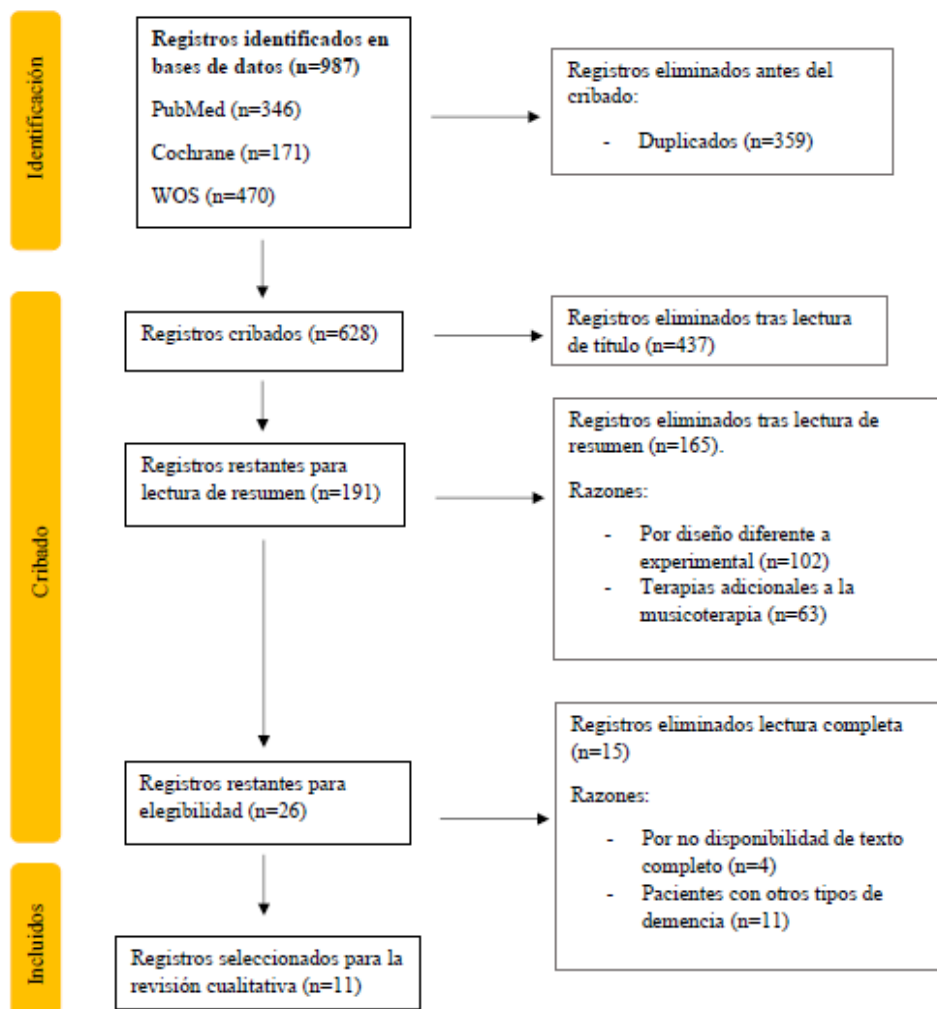 Identificación
Registros identificados en
bases de datos (n=987)
PubMed (n=346)
Cochrane (n=171)
WOS (n=470)
Registros eliminados antes del
cribado:
- Duplicados (n=359)
Cribado
Registros cribados (n=628)
Registros eliminados tras lectura
de título (n=437)
Registros restantes para
lectura de resumen (n=191)
Registros eliminados tras lectura de
resumen (n=165).
Razones:
- Por diseño diferente a
experimental (n=102)
- Terapias adicionales a la
musicoterapia (n=63)
Registros restantes para
elegibilidad (n=26)
Registros eliminados lectura completa
(n=15)
Razones:
- Por no disponibilidad de texto
completo (n=4)
- Pacientes con otros tipos de
demencia (n=11)
Incluidos
Registros seleccionados para la
revisión cualitativa (n=11)